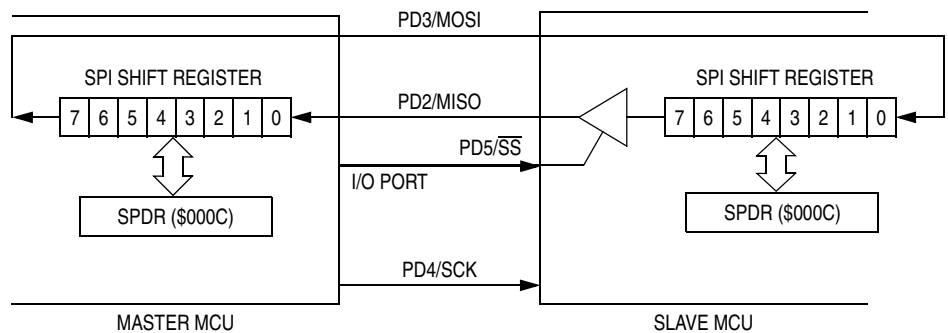 PD3/MOSI
SPI SHIFT REGISTER
SPI SHIFT REGISTER
PD2/MISO
7 6 5 4 3 2 1 0
7 6 5 4 3 2 1 0
PD5/S̅S̅
I/O PORT
SPDR ($000C)
SPDR ($000C)
PD4/SCK
MASTER MCU
SLAVE MCU